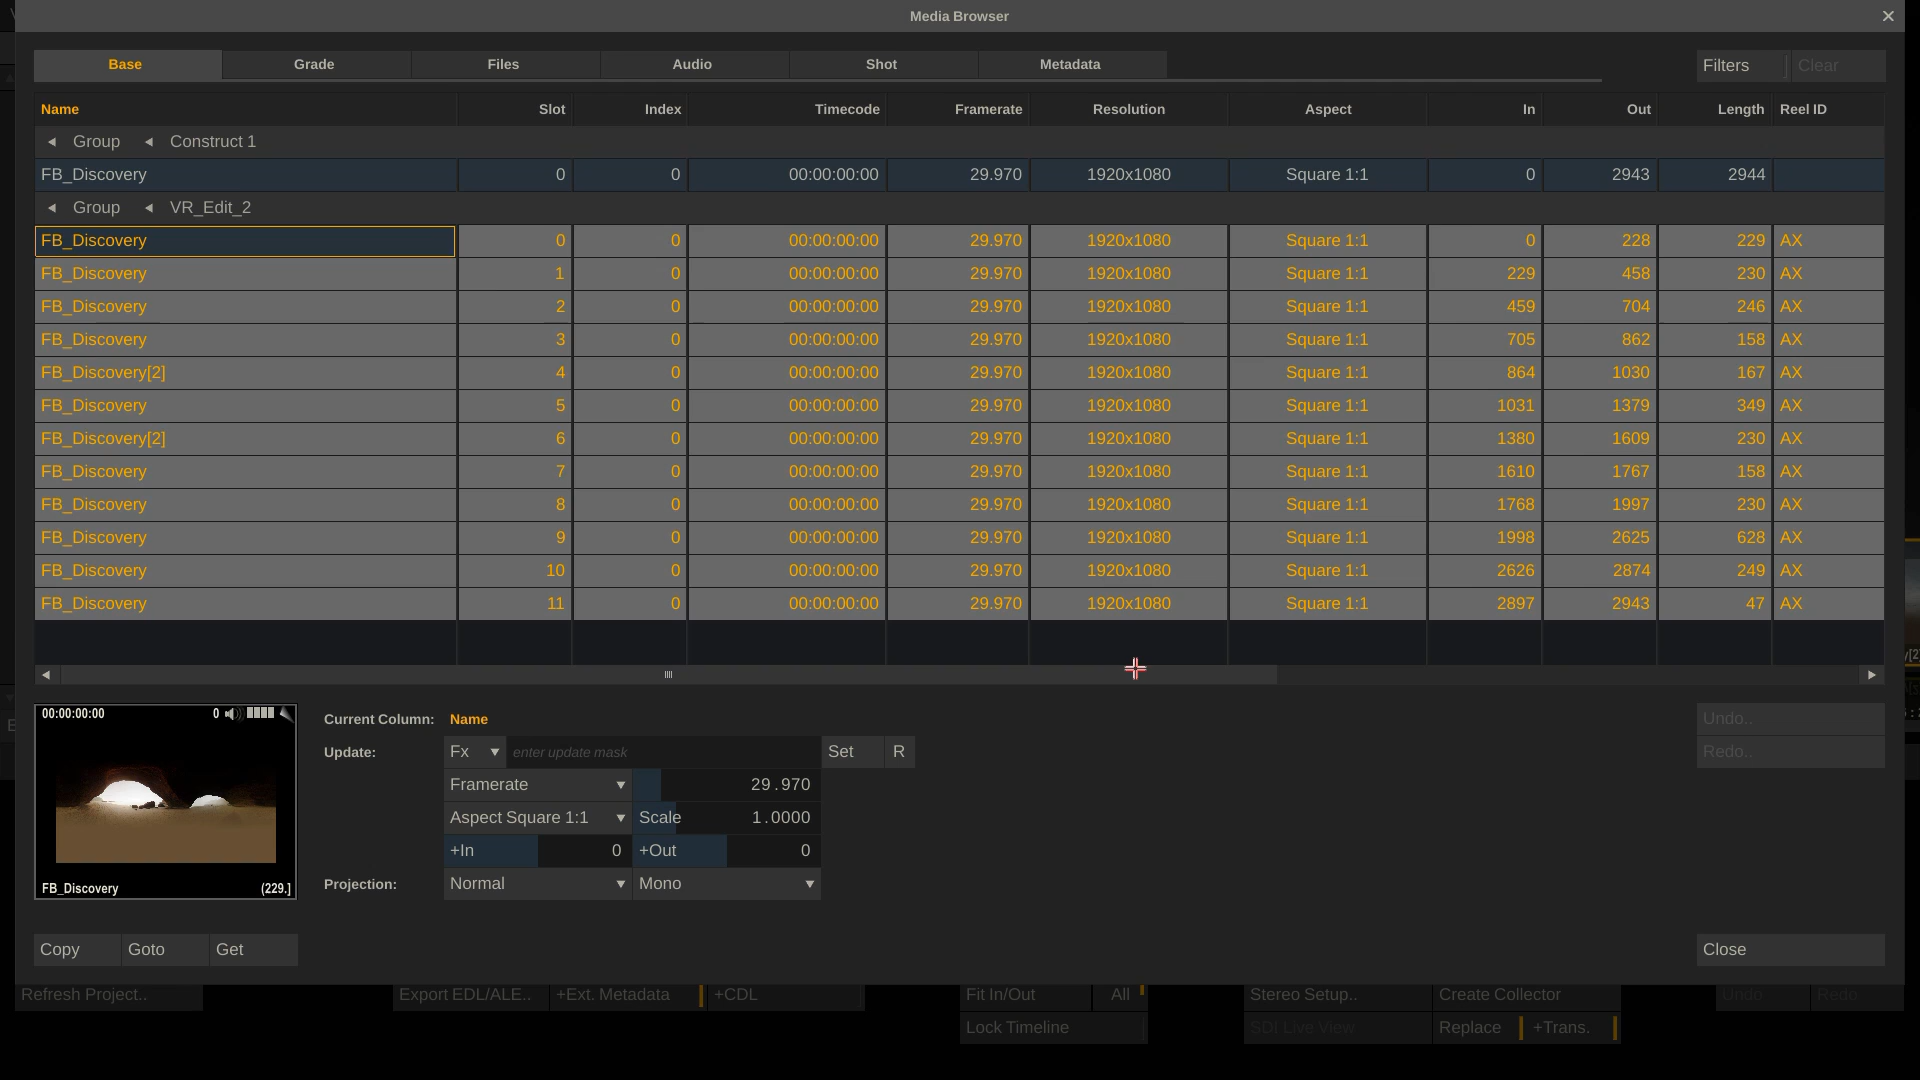 Media Browser ✕
Base Grade Files Audio Shot Metadata Filters Clear
Name Slot Index Timecode Framerate Resolution Aspect In Out Length Reel ID
Group Construct 1
FB_Discovery 0 0 00:00:00:00 29.970 1920x1080 Square 1:1 0 2943 2944
Group VR_Edit_2
FB_Discovery 0 0 00:00:00:00 29.970 1920x1080 Square 1:1 0 228 229 AX
FB_Discovery 1 0 00:00:00:00 29.970 1920x1080 Square 1:1 229 458 230 AX
FB_Discovery 2 0 00:00:00:00 29.970 1920x1080 Square 1:1 459 704 246 AX
FB_Discovery 3 0 00:00:00:00 29.970 1920x1080 Square 1:1 705 862 158 AX
FB_Discovery[2] 4 0 00:00:00:00 29.970 1920x1080 Square 1:1 864 1030 167 AX
FB_Discovery 5 0 00:00:00:00 29.970 1920x1080 Square 1:1 1031 1379 349 AX
FB_Discovery[2] 6 0 00:00:00:00 29.970 1920x1080 Square 1:1 1380 1609 230 AX
FB_Discovery 7 0 00:00:00:00 29.970 1920x1080 Square 1:1 1610 1767 158 AX
FB_Discovery 8 0 00:00:00:00 29.970 1920x1080 Square 1:1 1768 1997 230 AX
FB_Discovery 9 0 00:00:00:00 29.970 1920x1080 Square 1:1 1998 2625 628 AX
FB_Discovery 10 0 00:00:00:00 29.970 1920x1080 Square 1:1 2626 2874 249 AX
FB_Discovery 11 0 00:00:00:00 29.970 1920x1080 Square 1:1 2897 2943 47 AX
00:00:00:00 0
FB_Discovery (229.]
Current Column: Name
Update: Fx enter update mask Set R
Framerate 29.970
Aspect Square 1:1 Scale 1.0000
+In 0 +Out 0
Projection: Normal Mono
Undo..
Redo..
Copy Goto Get Close
Refresh Project.. Export EDL/ALE.. +Ext. Metadata +CDL Fit In/Out All Stereo Setup.. Create Collector Undo Redo
Lock Timeline SDI Live View Replace +Trans.